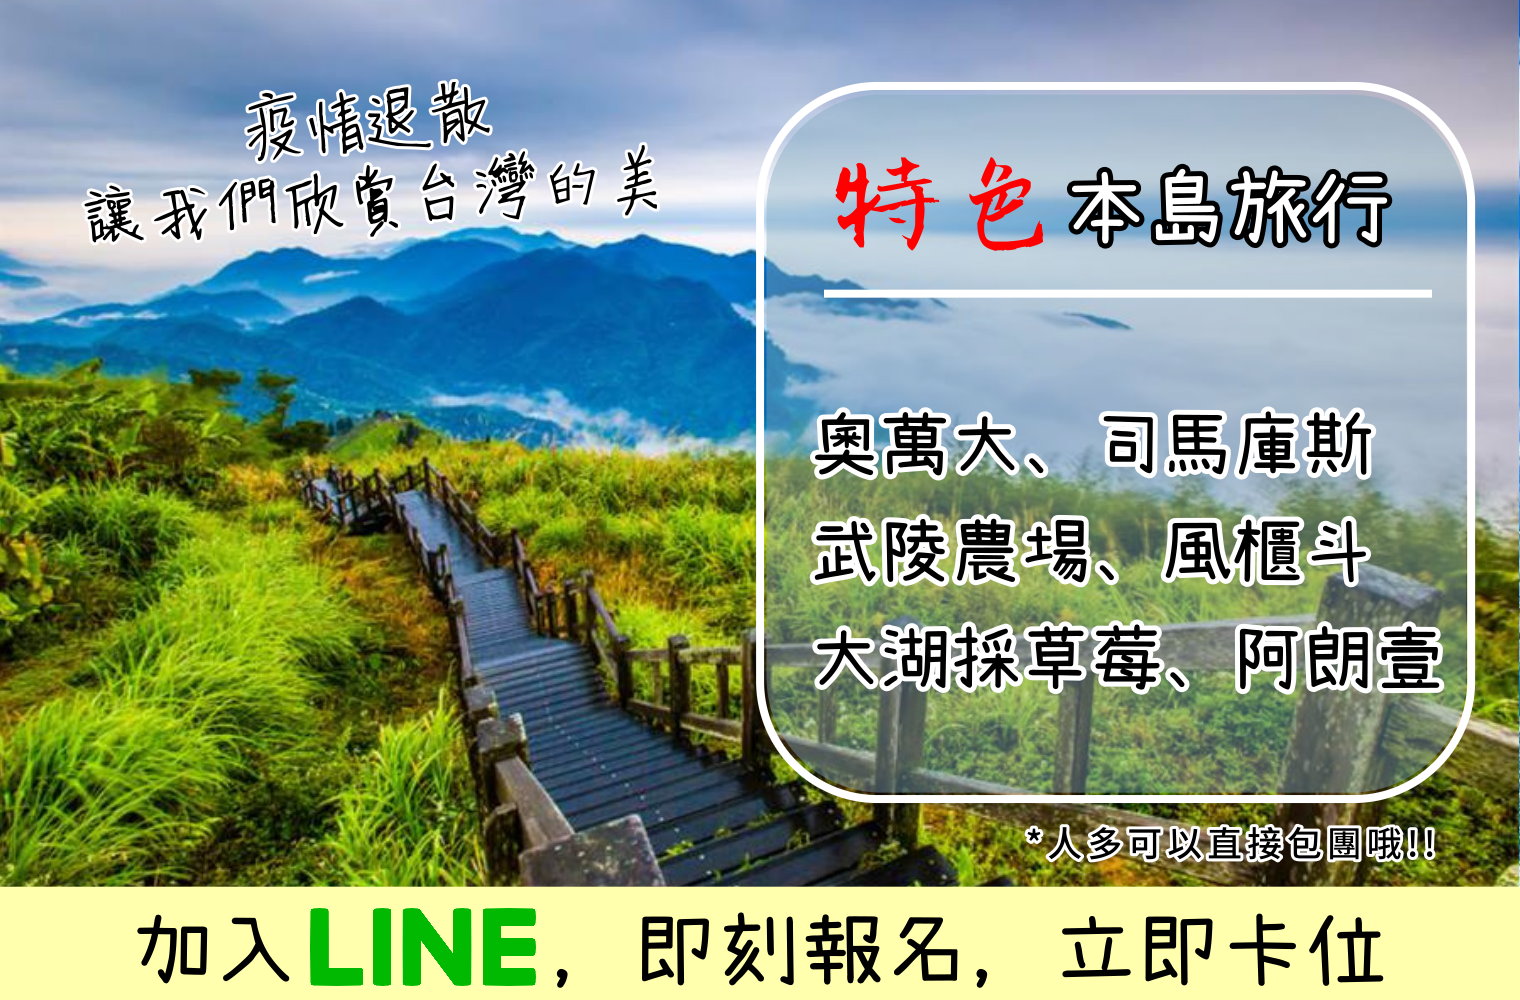 疫情退散
讓我們欣賞台灣的美
特色本島旅行
奧萬大、司馬庫斯
武陵農場、風櫃斗
大湖採草莓、阿朗壹
*人多可以直接包團哦!!
加入LINE，即刻報名，立即卡位